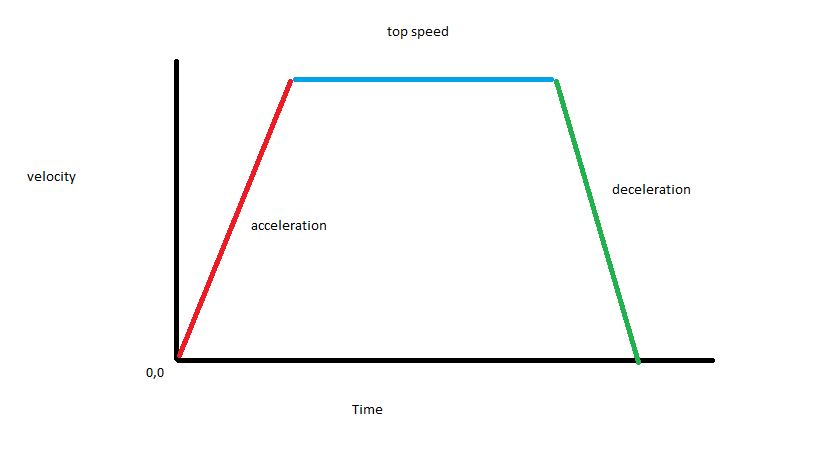 top speed
velocity
deceleration
acceleration
0,0
Time